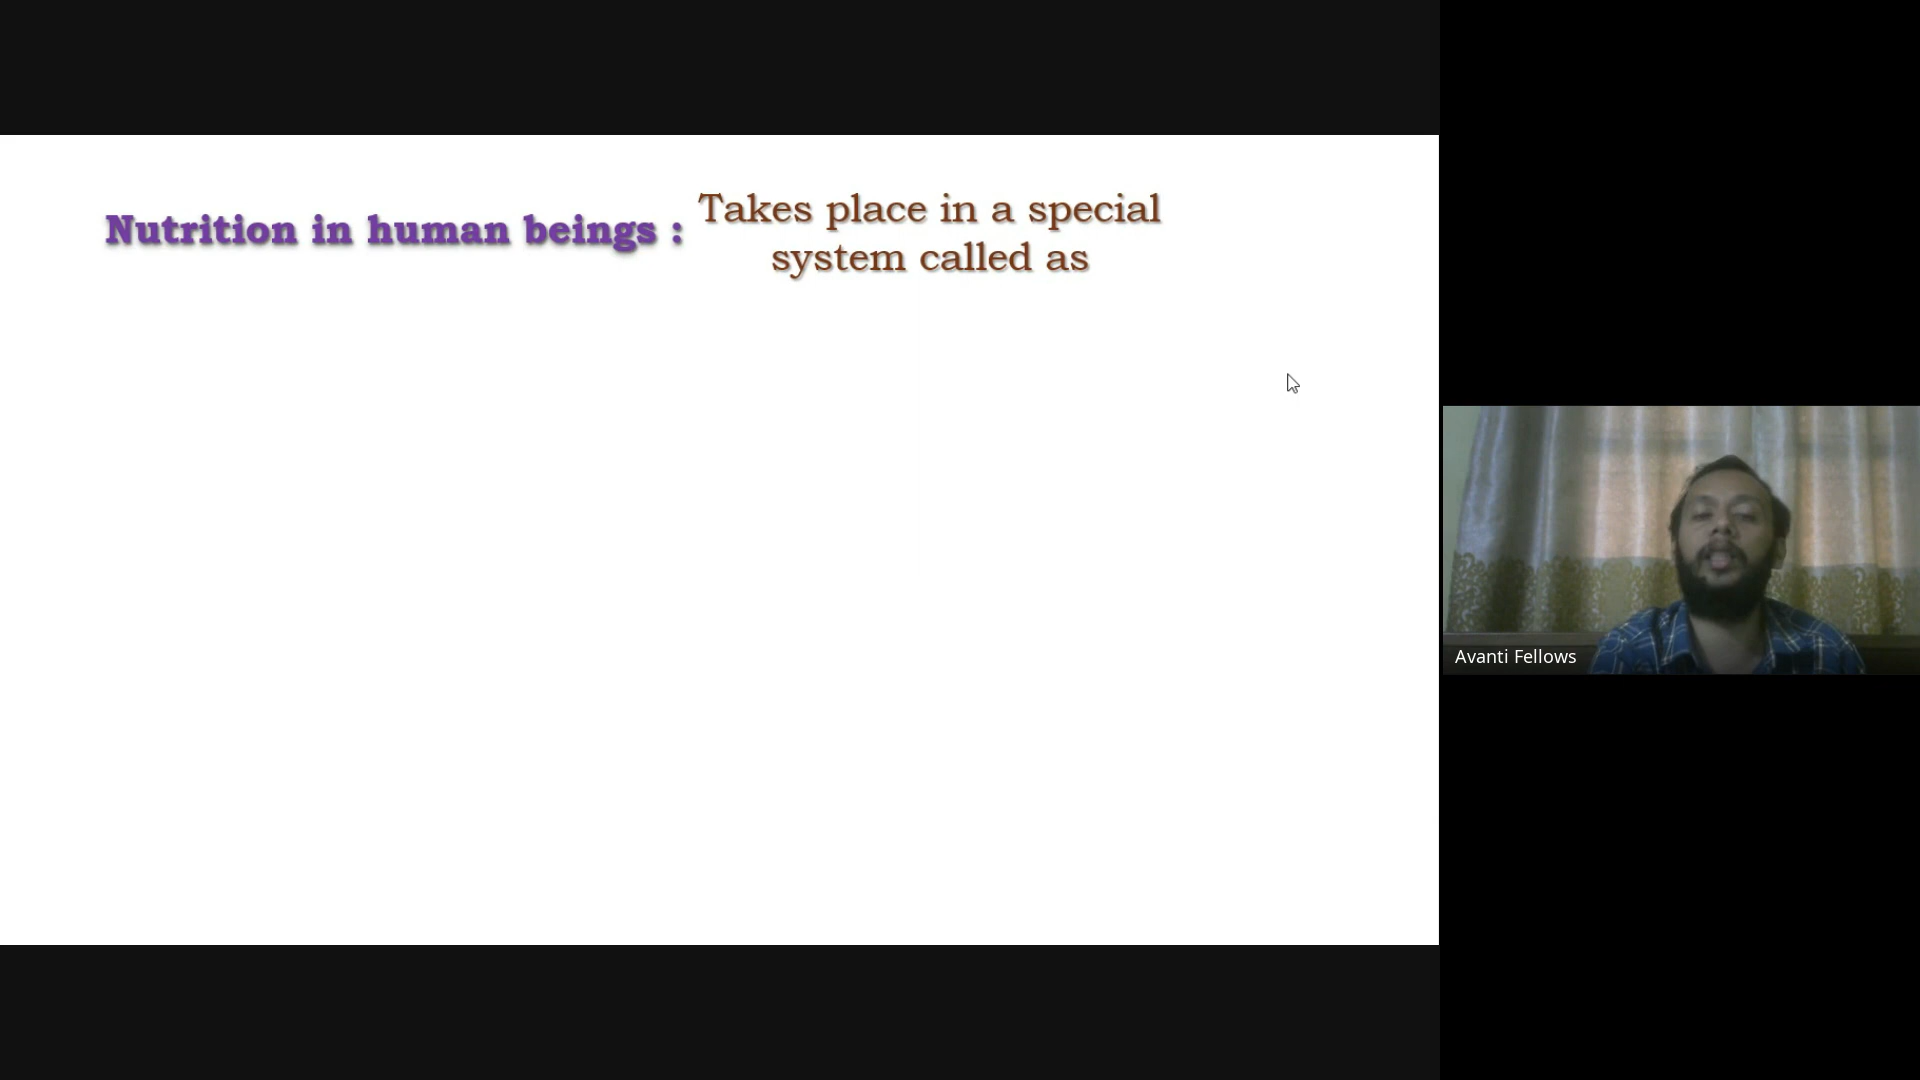 Nutrition in human beings :
Takes place in a special
system called as
Avanti Fellows